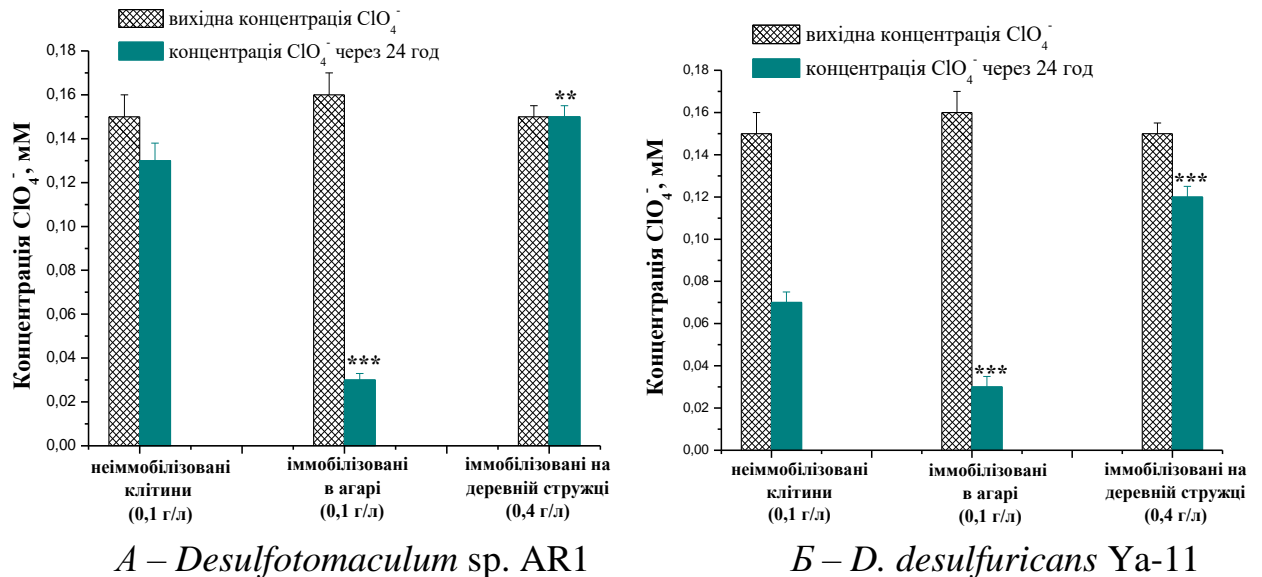 вихідна концентрація ClO₄⁻
концентрація ClO₄⁻ через 24 год
Концентрація ClO₄⁻, мМ
0,18
0,16
0,14
0,12
0,10
0,08
0,06
0,04
0,02
0,00
***
**
неіммобілізовані
клітини
(0,1 г/л)
іммобілізовані
в агарі
(0,1 г/л)
іммобілізовані на
деревній стружці
(0,4 г/л)
А – Desulfotomaculum sp. AR1
вихідна концентрація ClO₄⁻
концентрація ClO₄⁻ через 24 год
Концентрація ClO₄⁻, мМ
0,18
0,16
0,14
0,12
0,10
0,08
0,06
0,04
0,02
0,00
***
***
неіммобілізовані
клітини
(0,1 г/л)
іммобілізовані
в агарі
(0,1 г/л)
іммобілізовані на
деревній стружці
(0,4 г/л)
Б – D. desulfuricans Ya-11